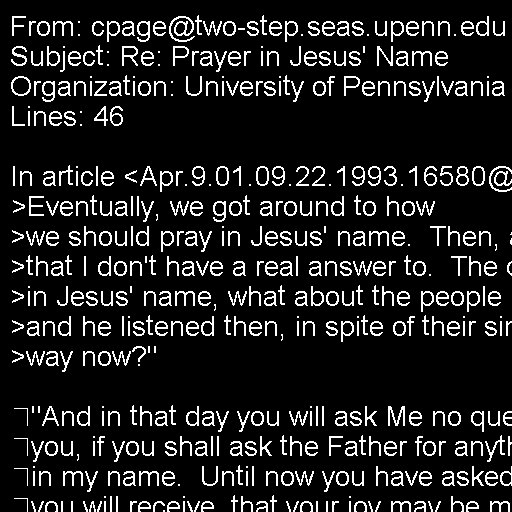 From: cpage@two-step.seas.upenn.edu
Subject: Re: Prayer in Jesus' Name
Organization: University of Pennsylvania
Lines: 46

In article <Apr.9.01.09.22.1993.16580@
>Eventually, we got around to how
>we should pray in Jesus' name.  Then,
>that I don't have a real answer to.  The
>in Jesus' name, what about the people
>and he listened then, in spite of their
>way now?"

"And in that day you will ask Me no
you, if you shall ask the Father for
in my name.  Until now you have asked
you will receive, that your joy may be